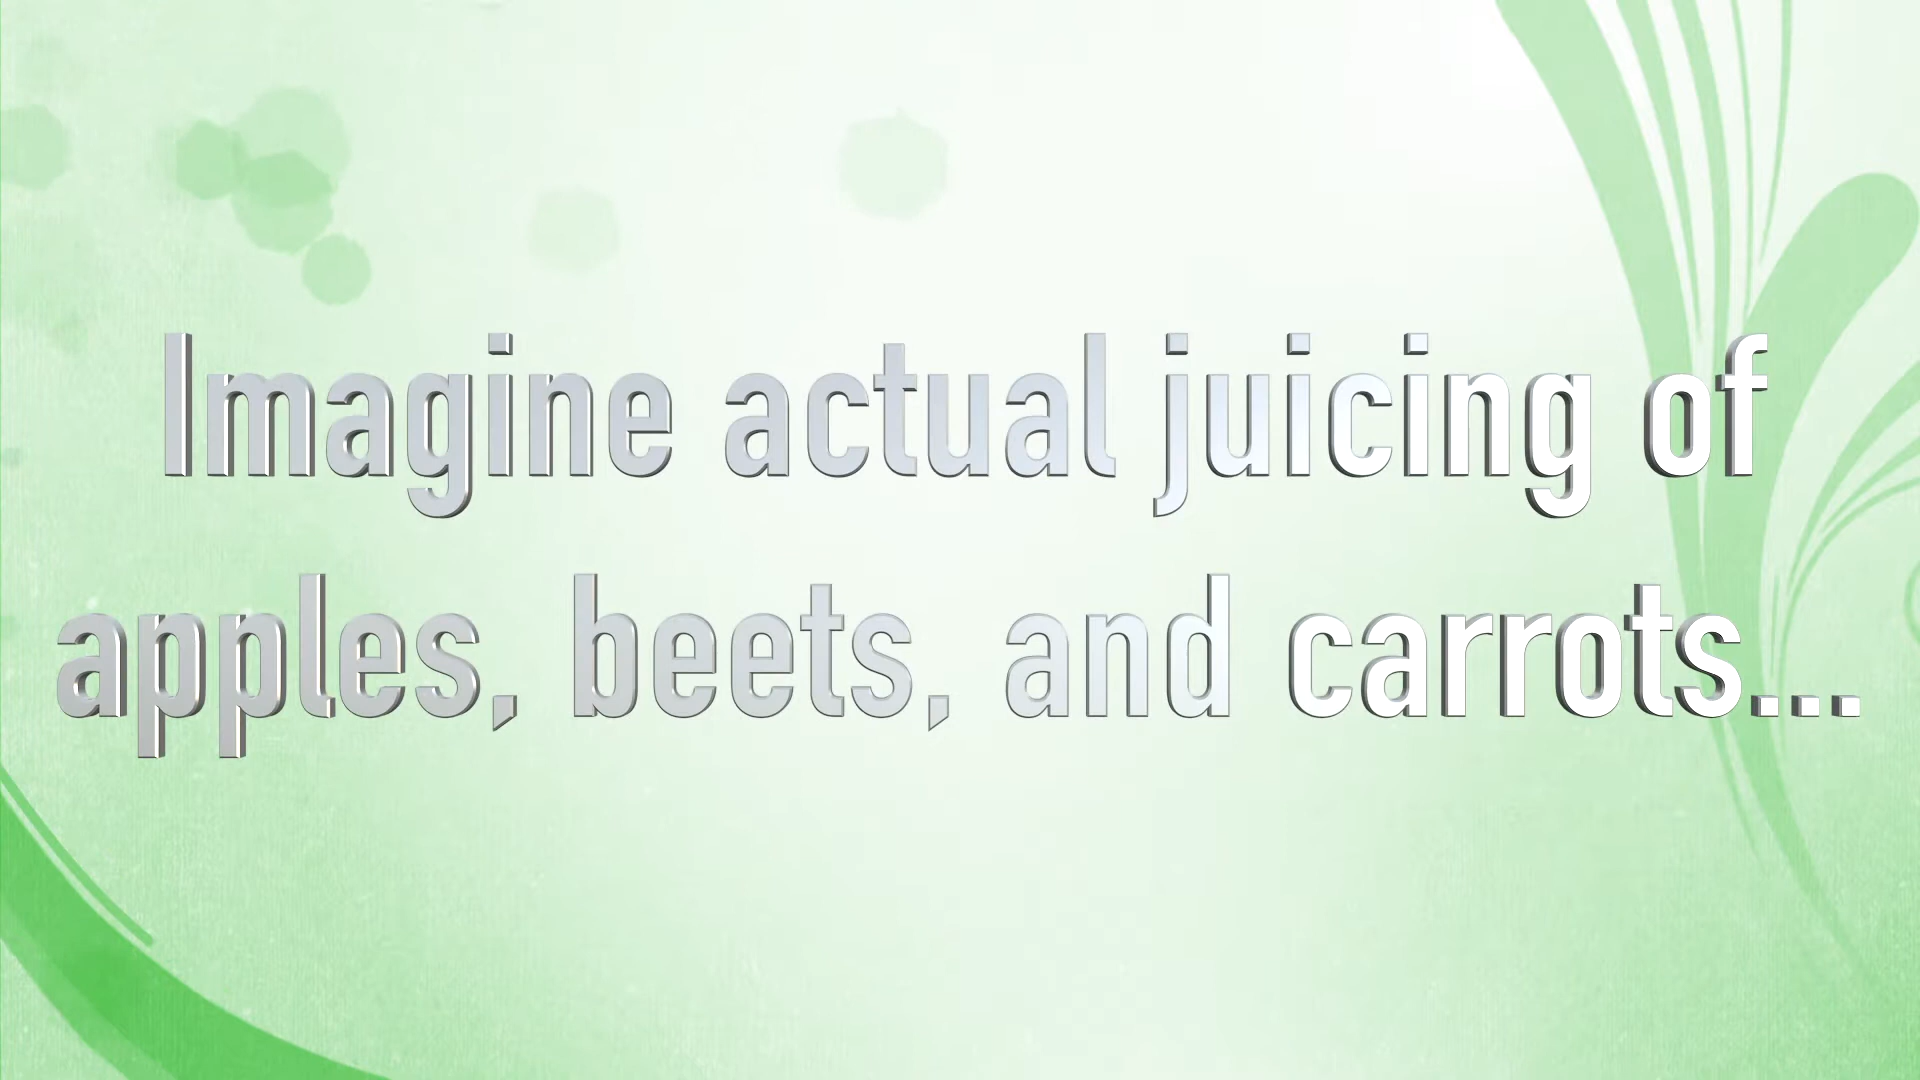 Imagine actual juicing of
apples, beets, and carrots...